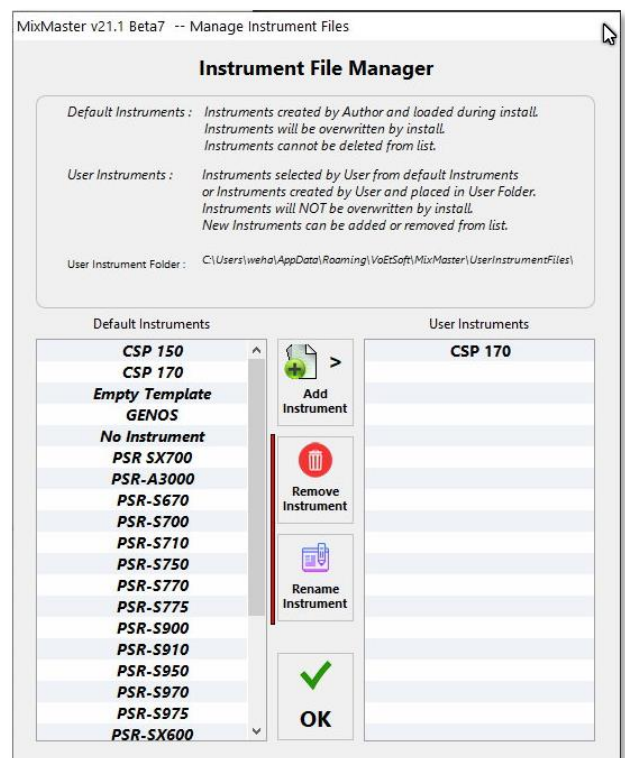 MixMaster v21.1 Beta7 -- Manage Instrument Files
Instrument File Manager
Default Instruments : Instruments created by Author and loaded during install.
Instruments will be overwritten by install.
Instruments cannot be deleted from list.
User Instruments : Instruments selected by User from default Instruments
or Instruments created by User and placed in User Folder.
Instruments will NOT be overwritten by install.
New Instruments can be added or removed from list.
User Instrument Folder : C:\Users\weha\AppData\Roaming\VoEtSoft\MixMaster\UserInstrumentFiles\
Default Instruments
CSP 150
CSP 170
Empty Template
GENOS
No Instrument
PSR SX700
PSR-A3000
PSR-S670
PSR-S700
PSR-S710
PSR-S750
PSR-S770
PSR-S775
PSR-S900
PSR-S910
PSR-S950
PSR-S970
PSR-S975
PSR-SX600
>
Add
Instrument
Remove
Instrument
Rename
Instrument
OK
User Instruments
CSP 170